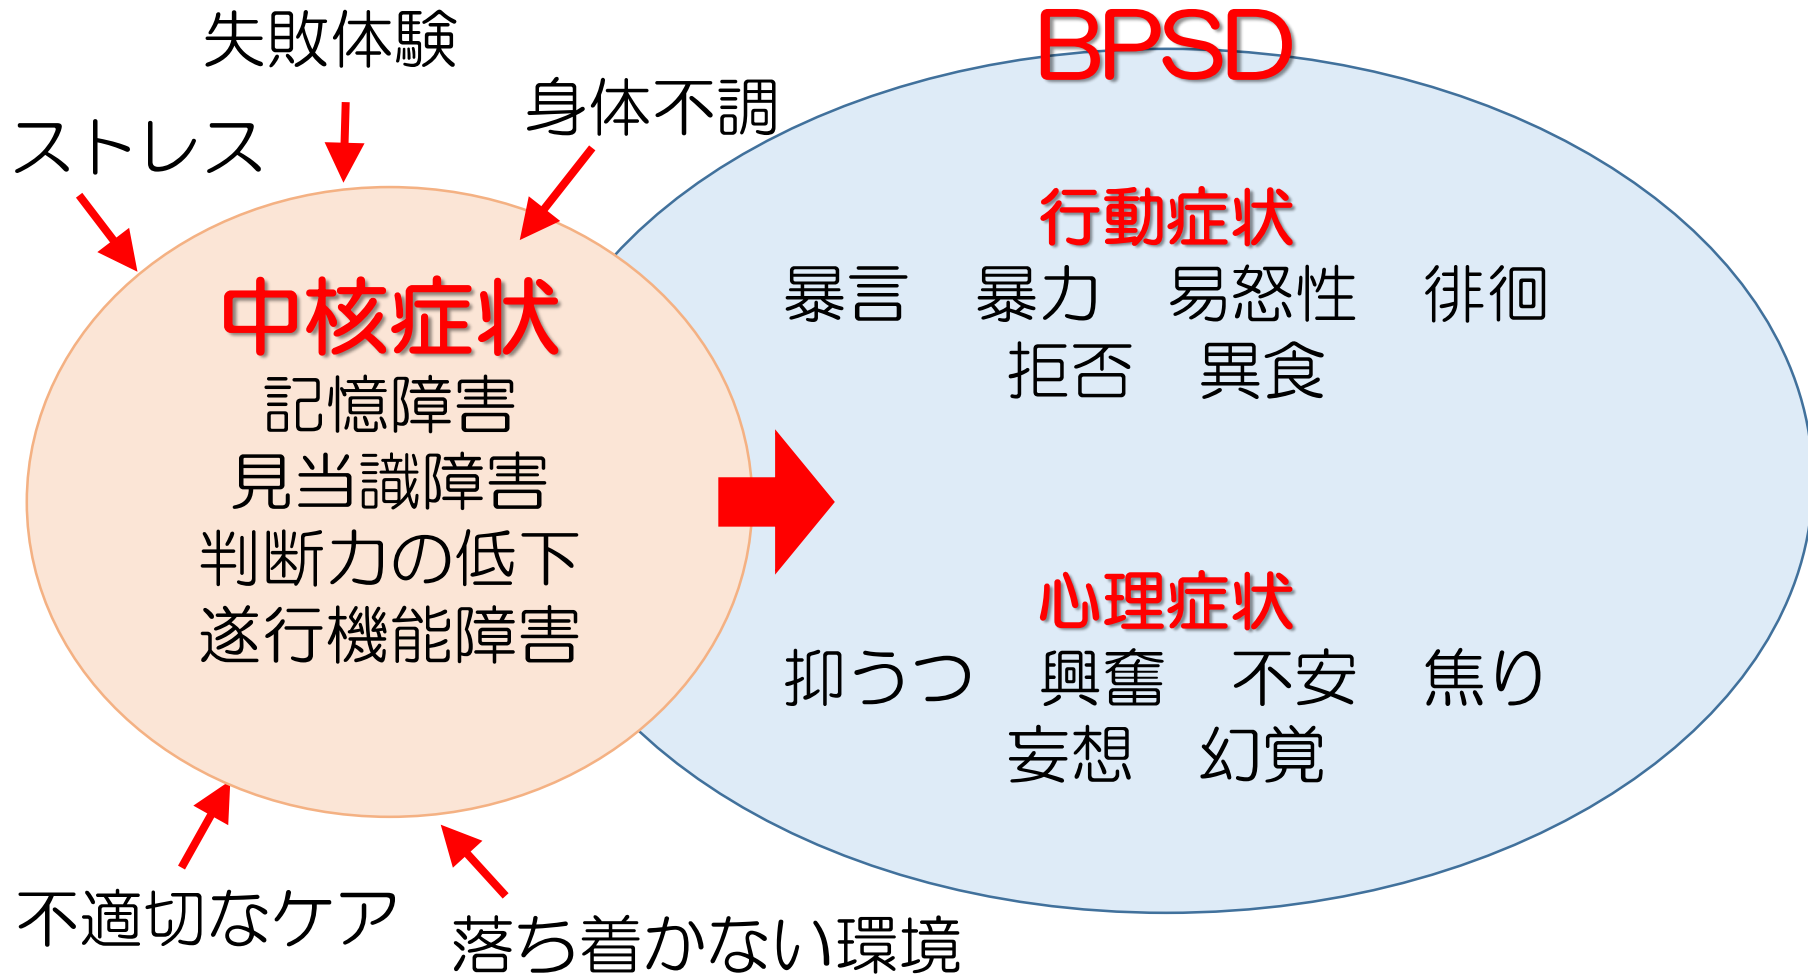 失敗体験
ストレス
身体不調
中核症状
記憶障害
見当識障害
判断力の低下
遂行機能障害
不適切なケア
落ち着かない環境
BPSD
行動症状
暴言　暴力　易怒性　徘徊
拒否　異食
心理症状
抑うつ　興奮　不安　焦り
妄想　幻覚